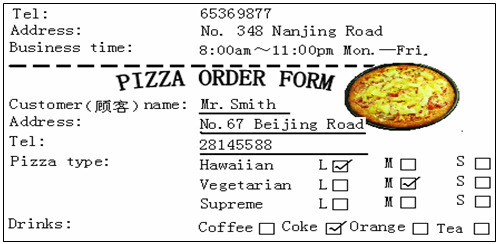 Tel: 65369877
Address: No. 348 Nanjing Road
Business time: 8:00am～11:00pm Mon.—Fri.
PIZZA ORDER FORM
Customer(顾客)name: Mr. Smith
Address: No.67 Beijing Road
Tel: 28145588
Pizza type: Hawaiian L ☑ M □ S □
Vegetarian L □ M ☑ S □
Supreme L □ M □ S □
Drinks: Coffee □ Coke ☑ Orange □ Tea □